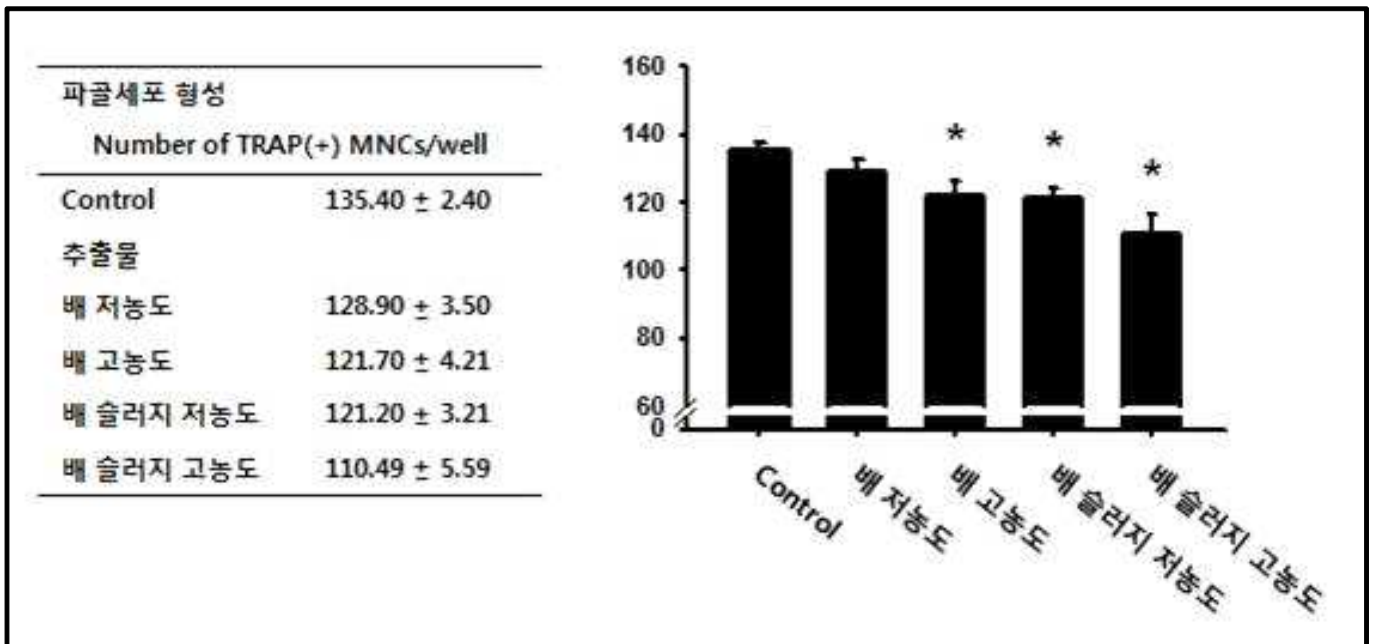 파골세포 형성
Number of TRAP(+) MNCs/well
Control 135.40 ± 2.40
추출물
배 저농도 128.90 ± 3.50
배 고농도 121.70 ± 4.21
배 슬러지 저농도 121.20 ± 3.21
배 슬러지 고농도 110.49 ± 5.59
160
140
120
100
80
60
0
* * *
Control
배 저농도
배 고농도
배 슬러지 저농도
배 슬러지 고농도